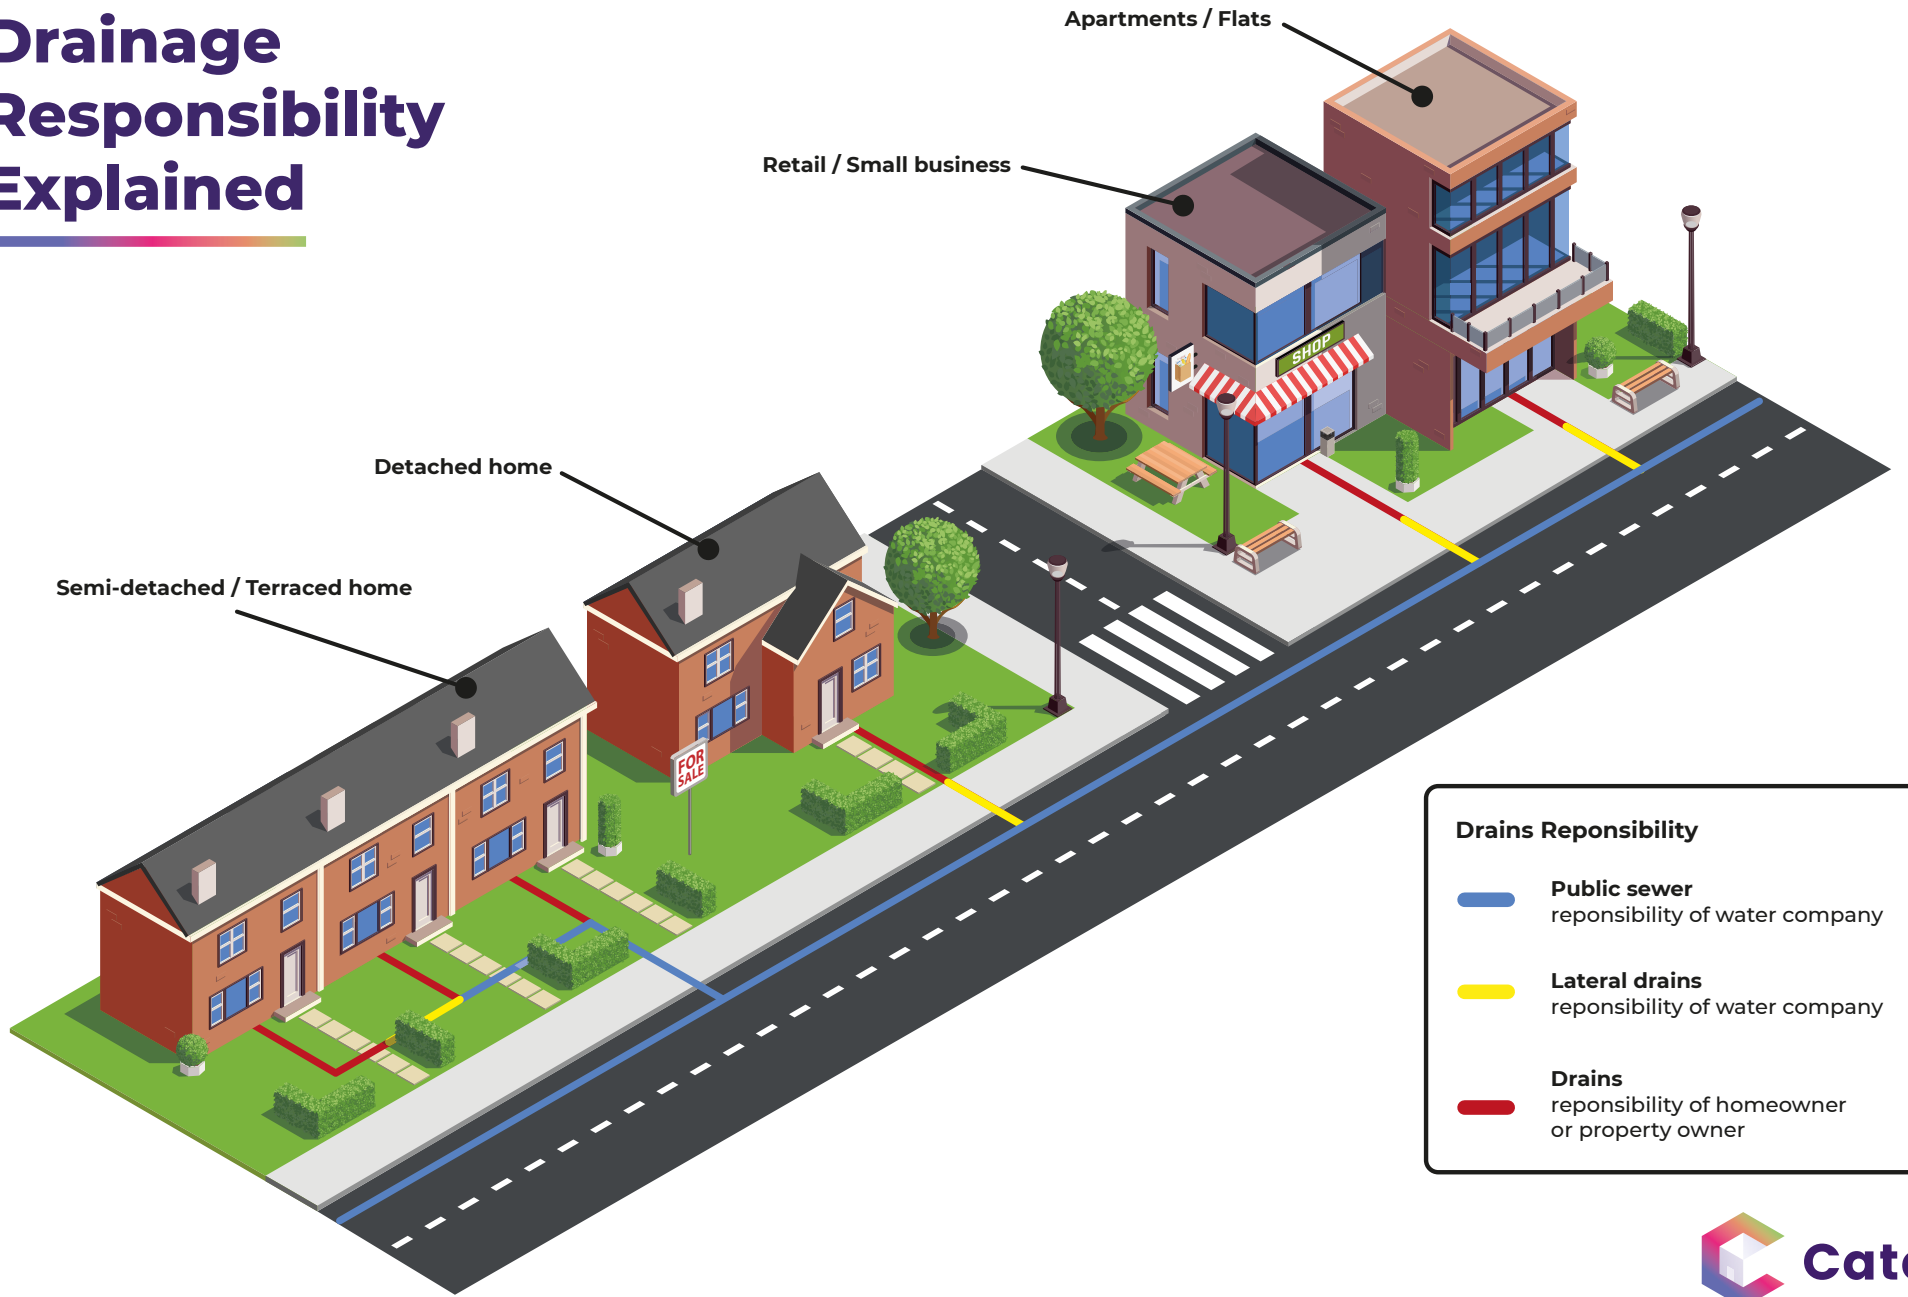 Drainage
Responsibility
Explained
Apartments / Flats
Retail / Small business
SHOP
Detached home
Semi-detached / Terraced home
FOR
SALE
Drains Reponsibility
Public sewer
reponsibility of water company
Lateral drains
reponsibility of water company
Drains
reponsibility of homeowner
or property owner